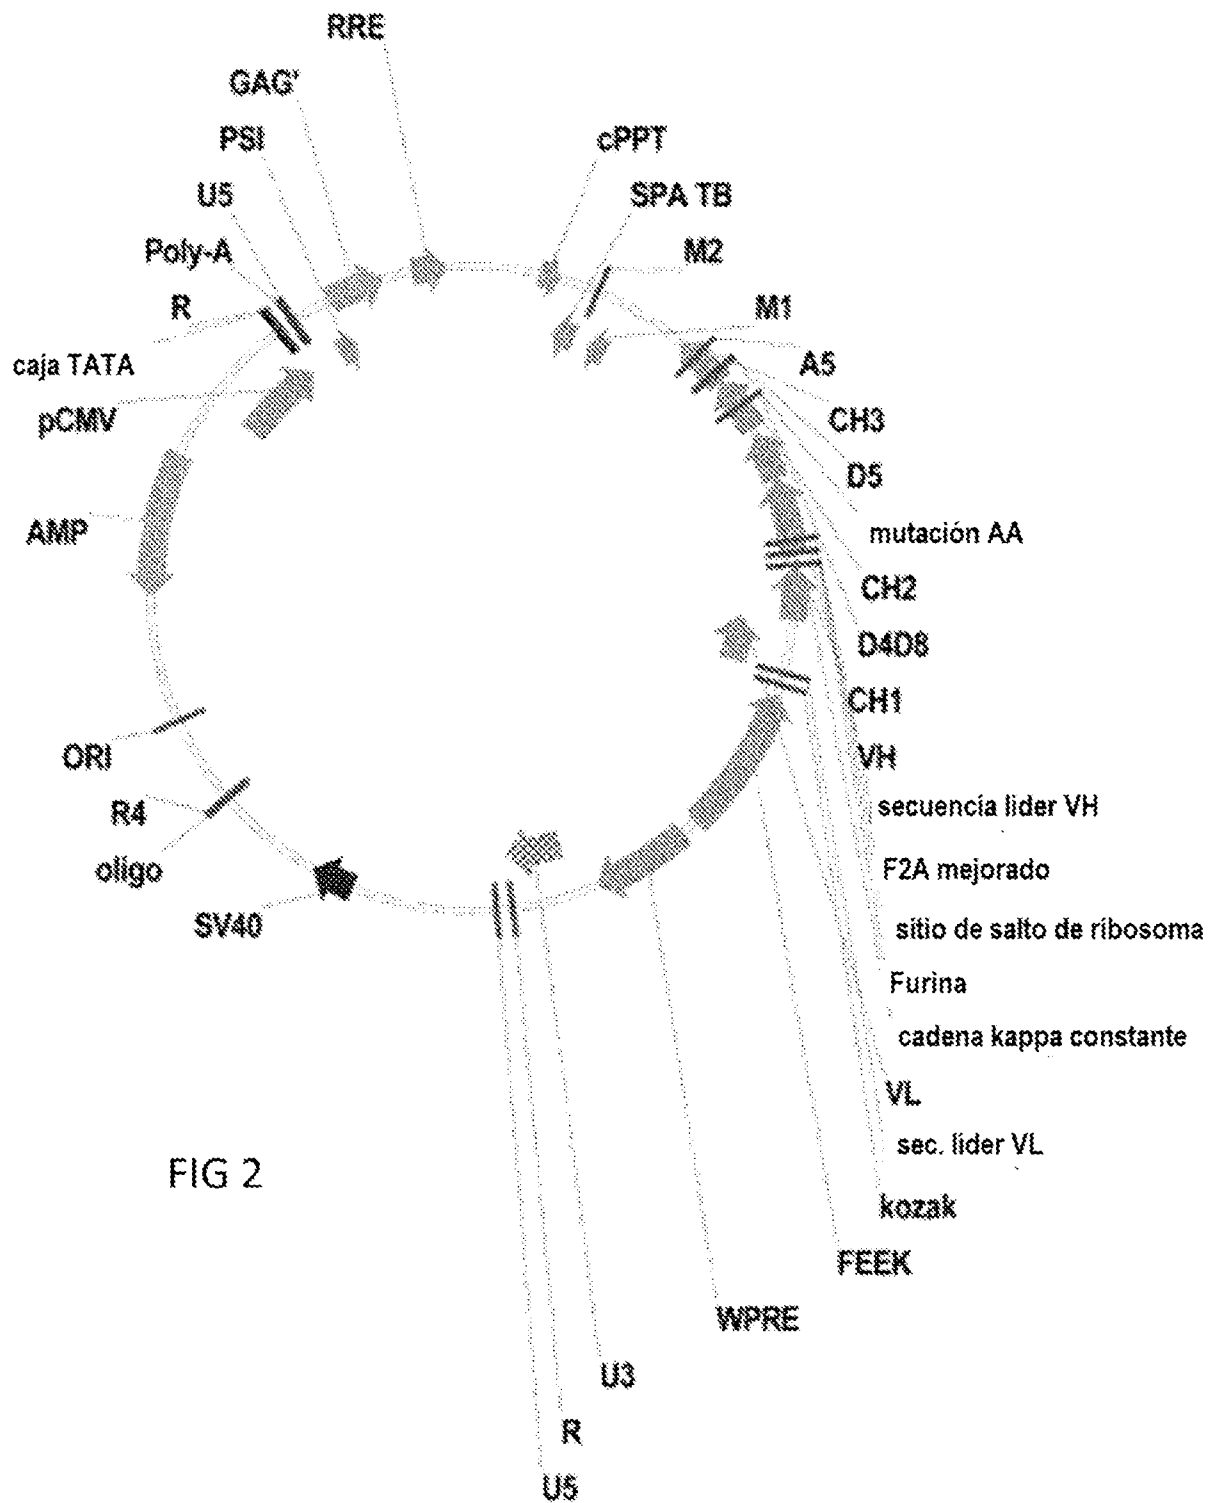 RRE
GAG'
PSI
cPPT
U5
SPA TB
Poly-A
M2
R
M1
caja TATA
A5
pCMV
CH3
D5
AMP
mutación AA
CH2
D4D8
CH1
ORI
VH
R4
secuencia lider VH
oligo
F2A mejorado
SV40
sitio de salto de ribosoma
Furina
cadena kappa constante
VL
sec. lider VL
FIG 2
kozak
FEEK
WPRE
U3
R
U5